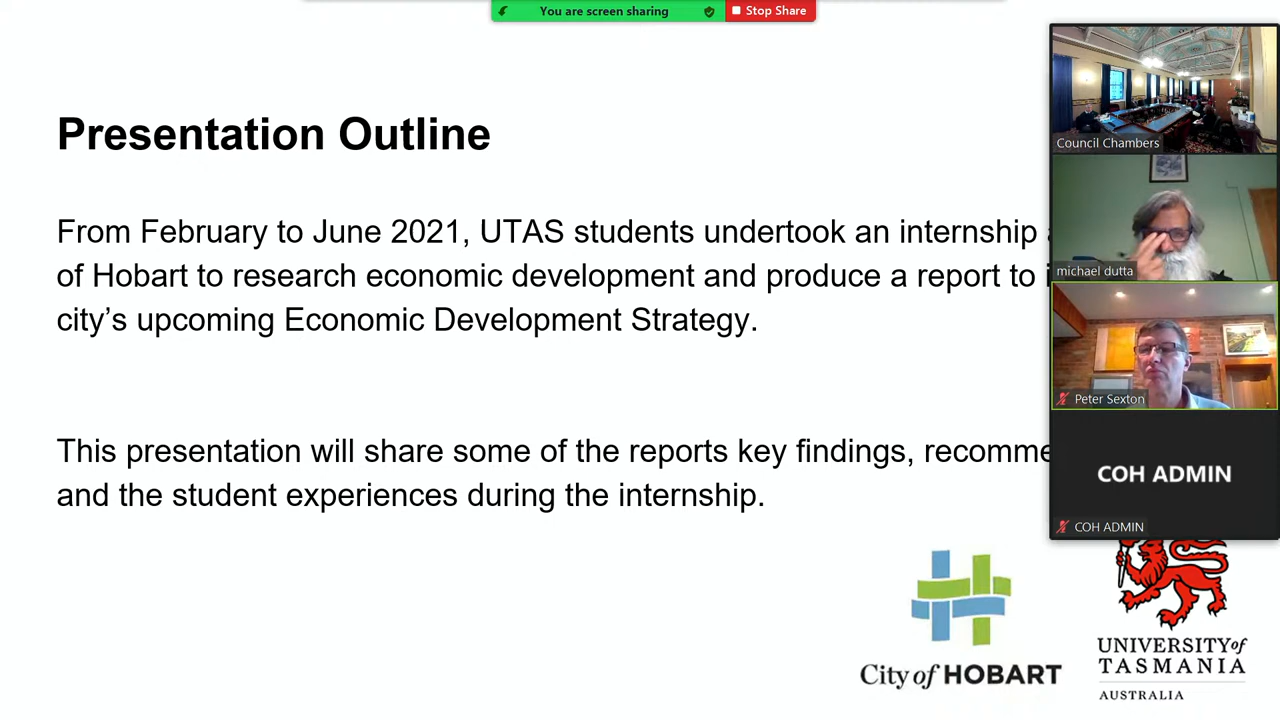 You are screen sharing
Stop Share
Presentation Outline
From February to June 2021, UTAS students undertook an internship
of Hobart to research economic development and produce a report to
city’s upcoming Economic Development Strategy.
This presentation will share some of the reports key findings, recomme
and the student experiences during the internship.
Council Chambers
michael dutta
Peter Sexton
COH ADMIN
COH ADMIN
City of HOBART
UNIVERSITY of
TASMANIA
AUSTRALIA